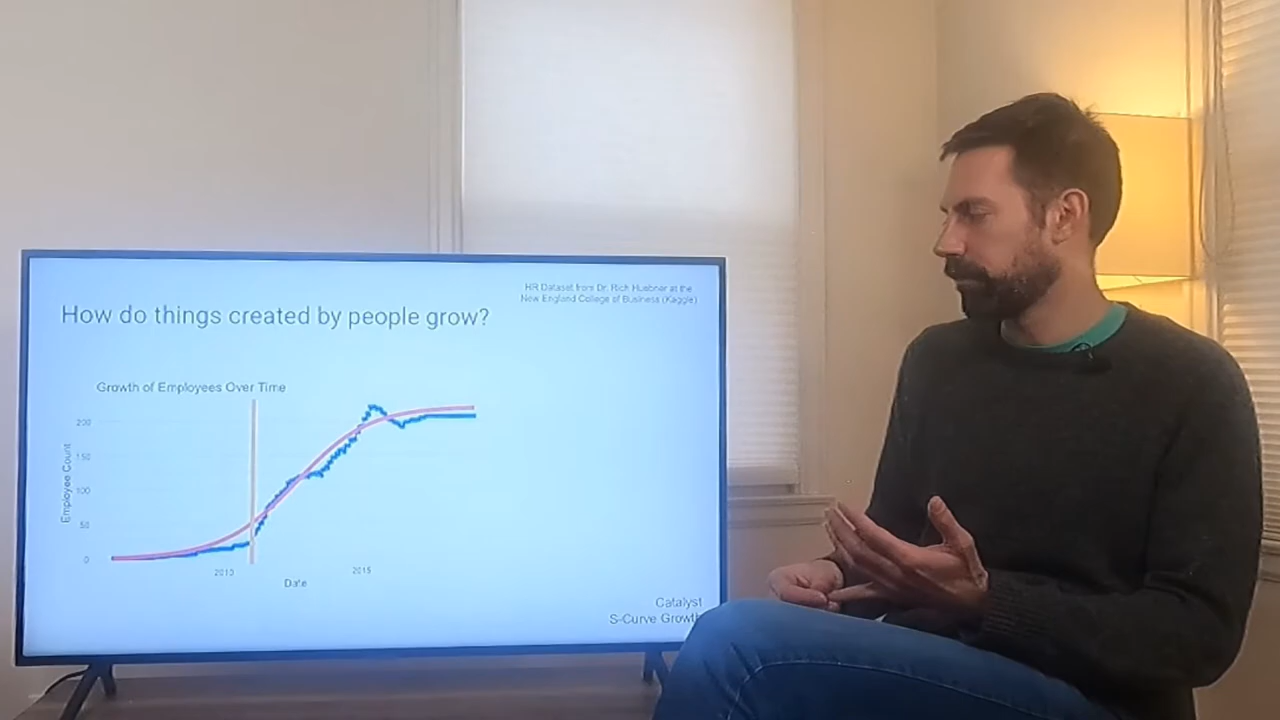 HR Dataset from Dr. Rich Huebner at the
New England College of Business (Kaggle)
How do things created by people grow?
Growth of Employees Over Time
200
150
100
50
0
Employee Count
2010
2015
Date
Catalyst
S-Curve Growth